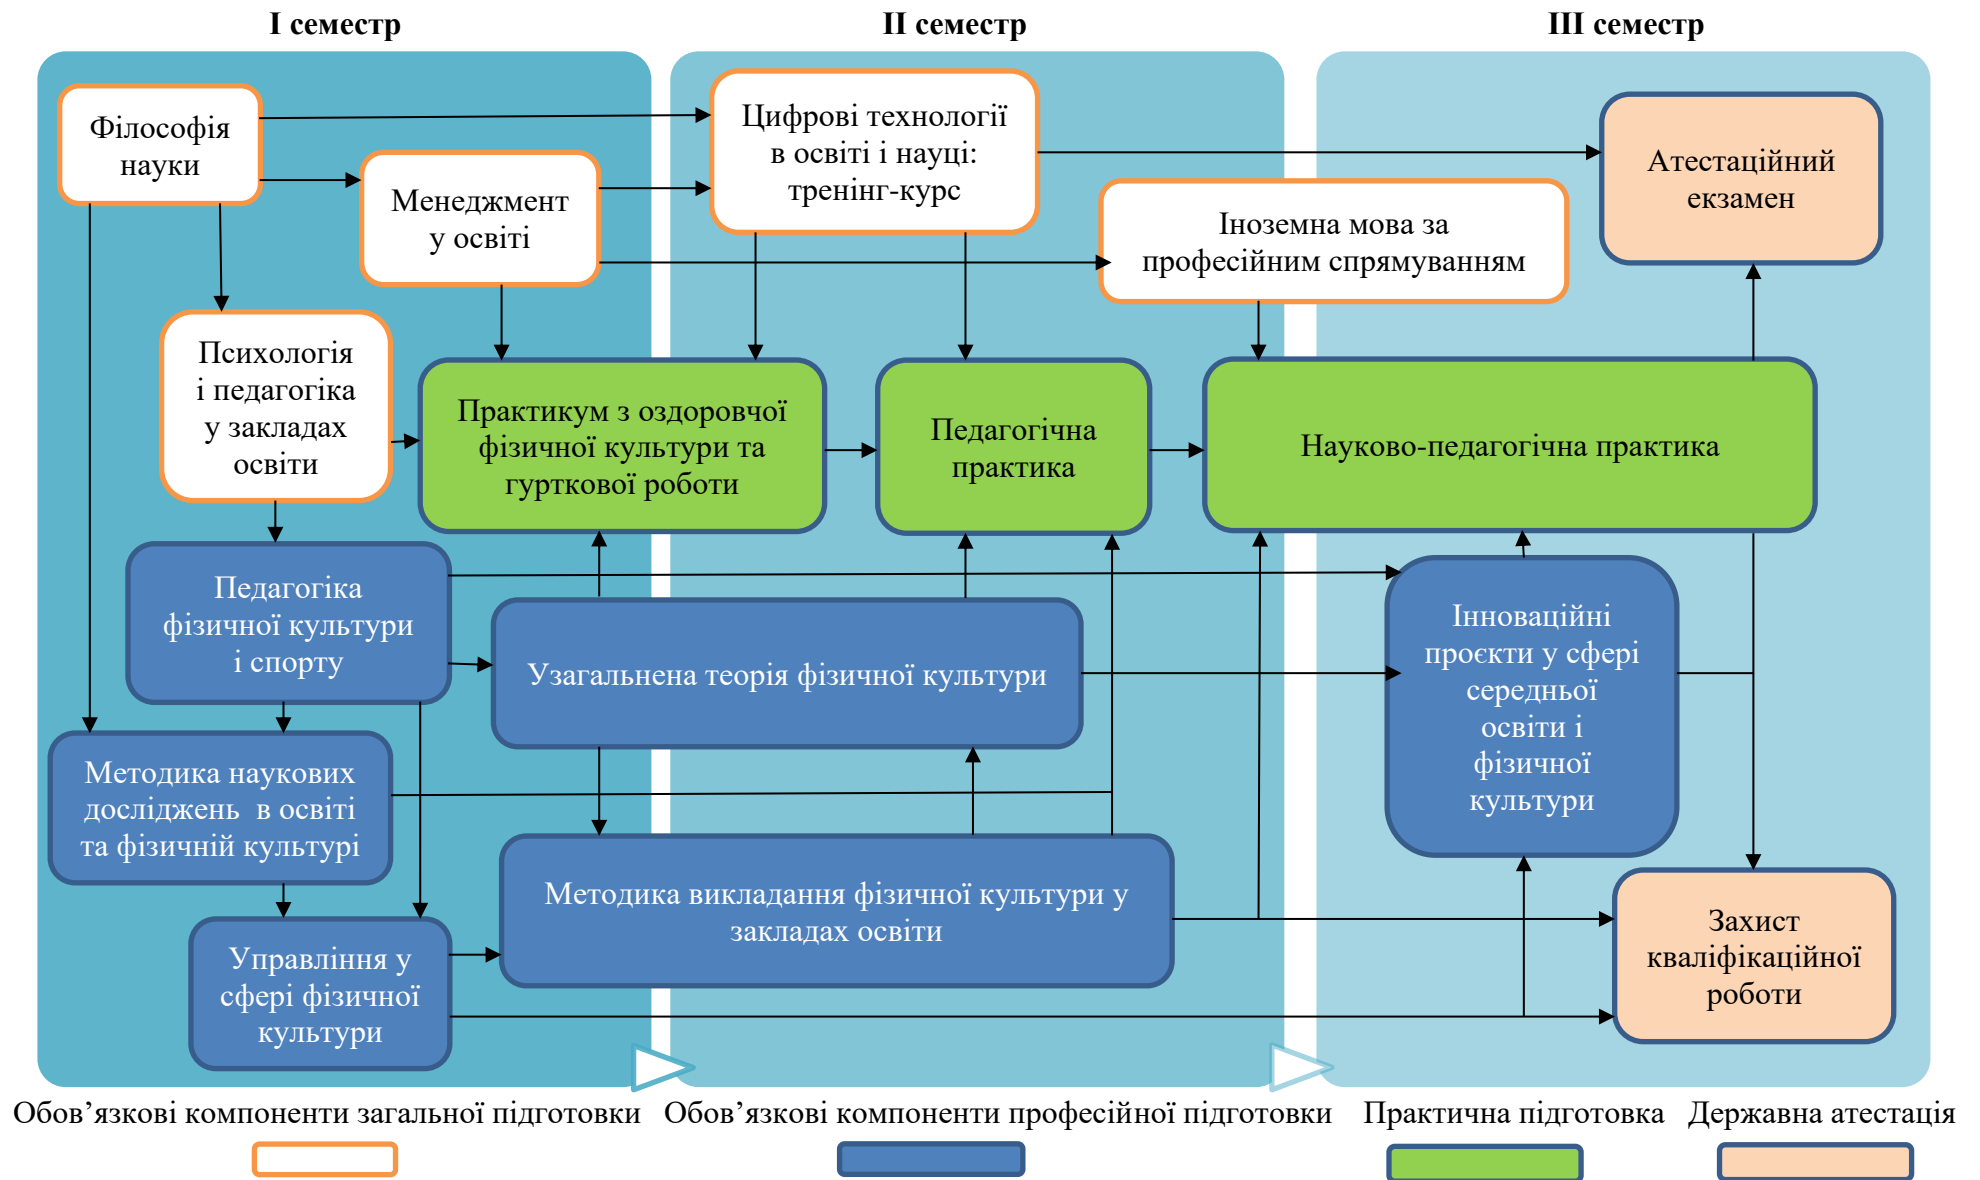 I семестр
II семестр
III семестр
Філософія
науки
Менеджмент
у освіті
Цифрові технології
в освіті і науці:
тренінг-курс
Іноземна мова за
професійним спрямуванням
Атестаційний
екзамен
Психологія
і педагогіка
у закладах
освіти
Практикум з оздоровчої
фізичної культури та
гурткової роботи
Педагогічна
практика
Науково-педагогічна практика
Педагогіка
фізичної культури
і спорту
Узагальнена теорія фізичної культури
Інноваційні
проєкти у сфері
середньої
освіти і
фізичної
культури
Методика наукових
досліджень в освіті
та фізичній культурі
Методика викладання фізичної культури у
закладах освіти
Управління у
сфері фізичної
культури
Захист
кваліфікаційної
роботи
Обов’язкові компоненти загальної підготовки
Обов’язкові компоненти професійної підготовки
Практична підготовка
Державна атестація